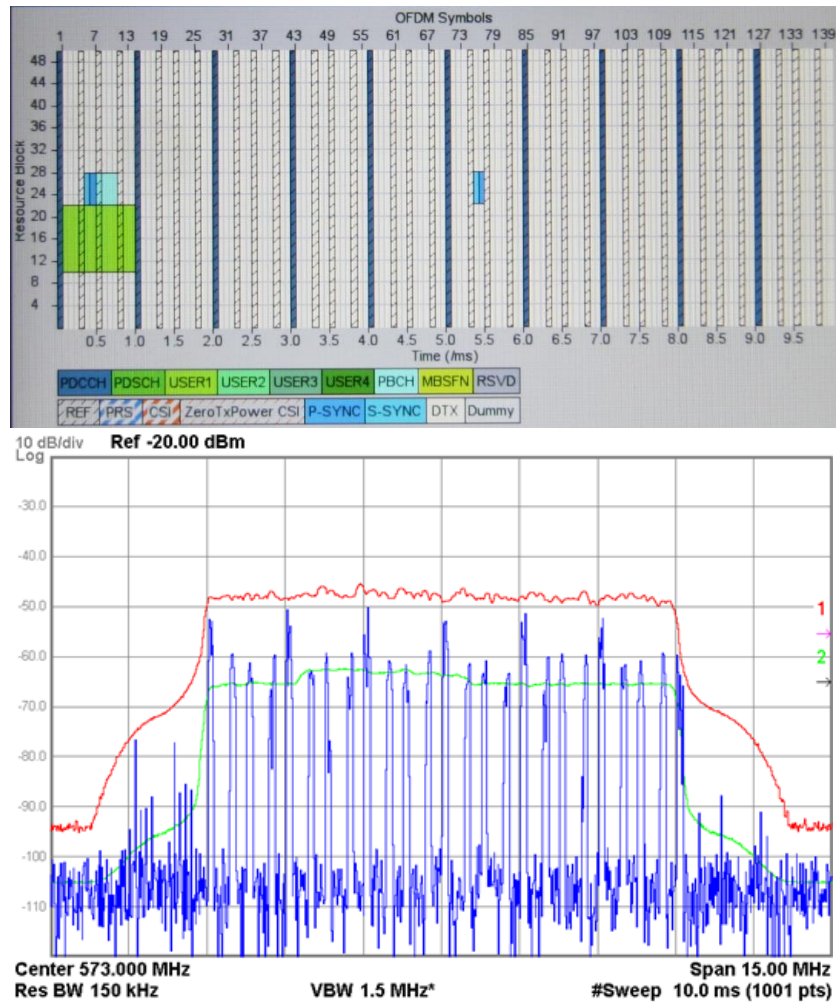 OFDM Symbols
1 7 13 19 25 31 37 43 49 55 61 67 73 79 85 91 97 103 109 115 121 127 133 139
Resource Block
48
44
40
36
32
28
24
20
16
12
8
4
0.5 1.0 1.5 2.0 2.5 3.0 3.5 4.0 4.5 5.0 5.5 6.0 6.5 7.0 7.5 8.0 8.5 9.0 9.5
Time (/ms)
PDCCH PDSCH USER1 USER2 USER3 USER4 PBCH MBSFN RSVD
REF PRS CSI ZeroTxPower CSI P-SYNC S-SYNC DTX Dummy
10 dB/div Ref -20.00 dBm
Log
-30.0
-40.0
-50.0
1
-60.0
2
-70.0
-80.0
-90.0
-100
-110
Center 573.000 MHz Span 15.00 MHz
Res BW 150 kHz VBW 1.5 MHz* #Sweep 10.0 ms (1001 pts)